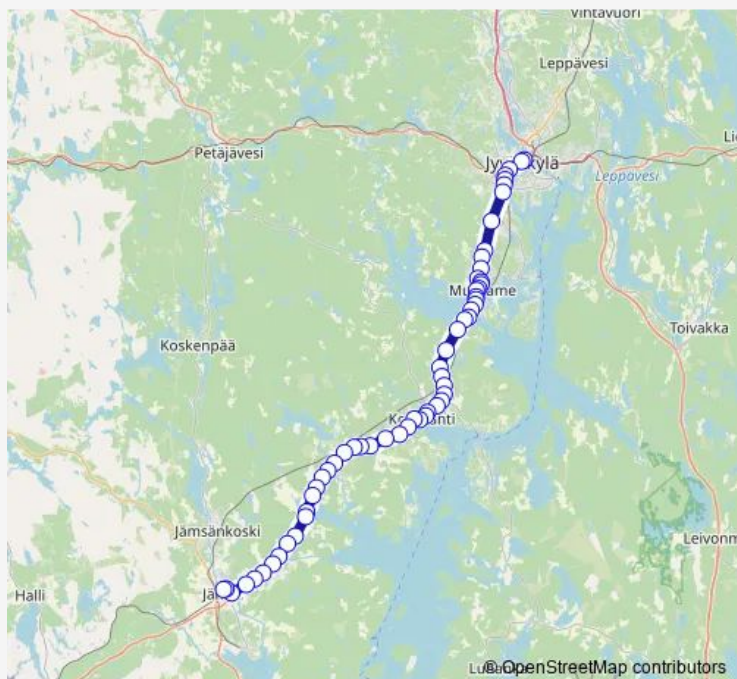 Vihtavuori
Leppävesi
Petäjävesi
Leppävesi
Toivakka
Koskenpää
Jämsänkoski
Leivonm
Halli
© OpenStreetMap contributors